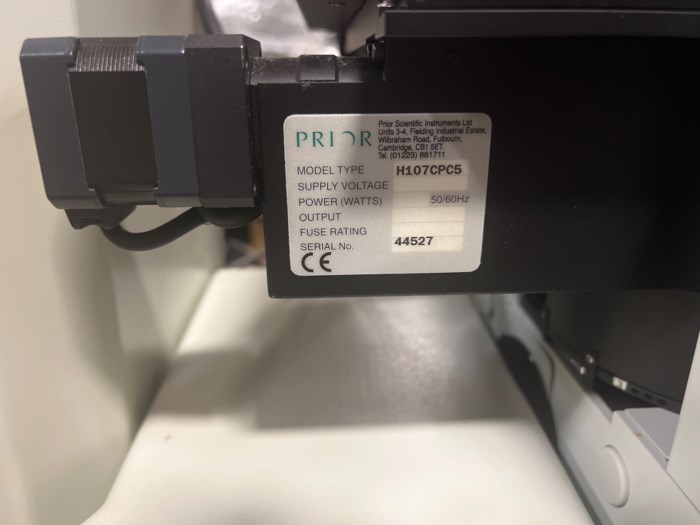 PRIOR
Prior Scientific Instruments Ltd
Units 3-4, Fielding Industrial Estate,
Wilbraham Road, Fulbourn,
Cambridge, CB1 5ET
Tel. (01223) 881711
MODEL TYPE H107CPC5
SUPPLY VOLTAGE
POWER (WATTS) 50/60Hz
OUTPUT
FUSE RATING
SERIAL No. 44527
CE